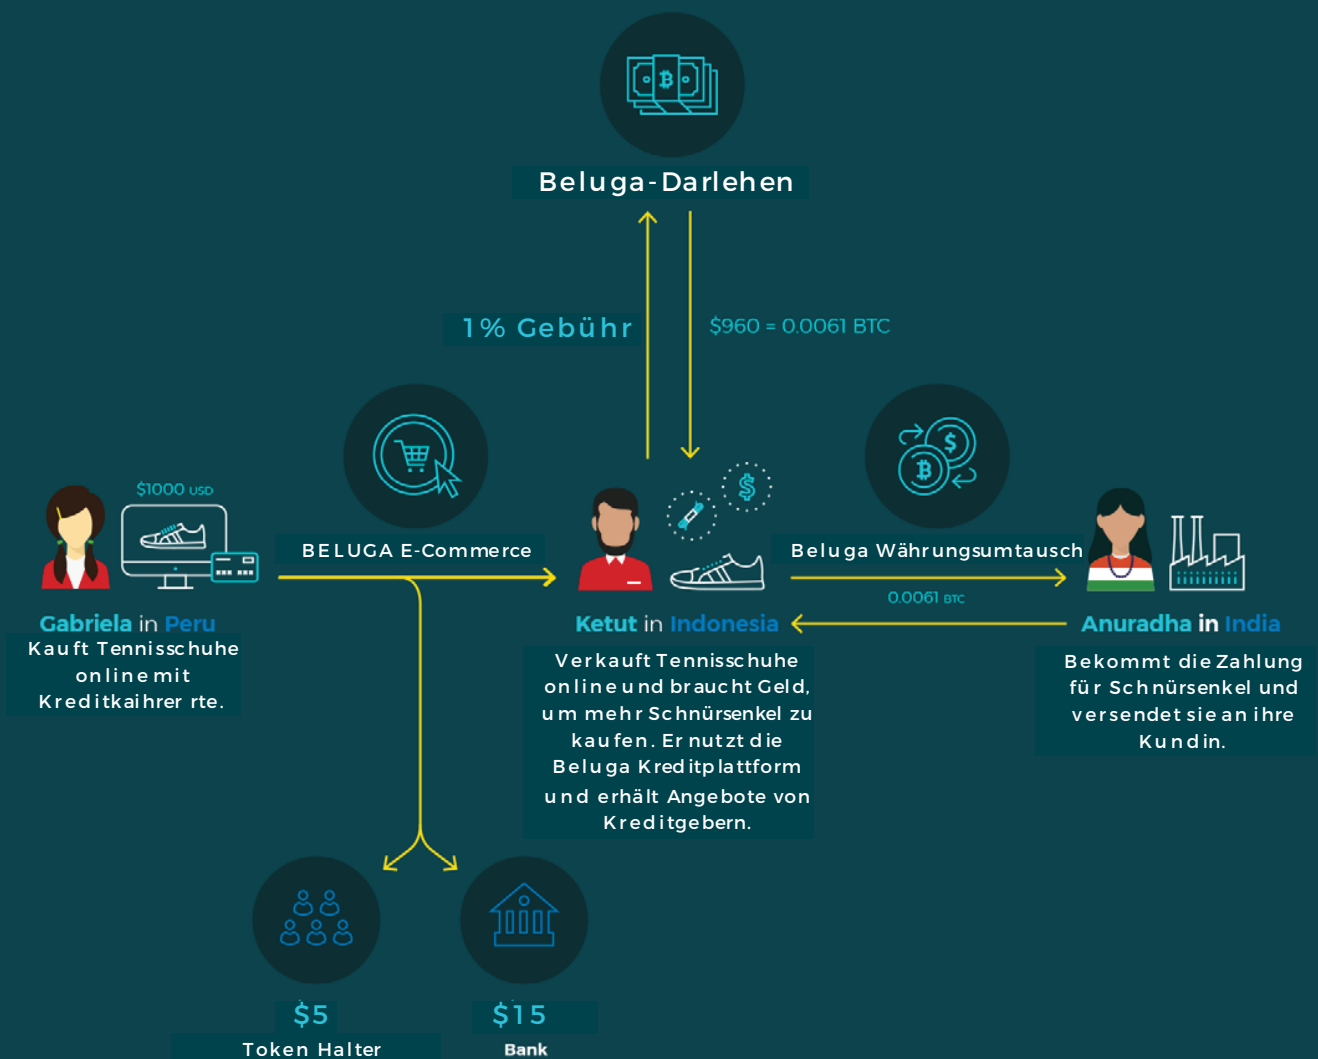 Beluga-Darlehen
1% Gebühr
$960 = 0.0061 BTC
$1000 USD
BELUGA E-Commerce
Beluga Währungsumtausch
0.0061 BTC
Gabriela in Peru
Kauft Tennisschuhe
online mit
Kreditkaihrer rte.
Ketut in Indonesia
Verkauft Tennisschuhe
online und braucht Geld,
um mehr Schnürsenkel zu
kaufen. Er nutzt die
Beluga Kreditplattform
und erhält Angebote von
Kreditgebern.
Anuradha in India
Bekommt die Zahlung
für Schnürsenkel und
versendet sie an ihre
Kundin.
$5
Token Halter
$15
Bank